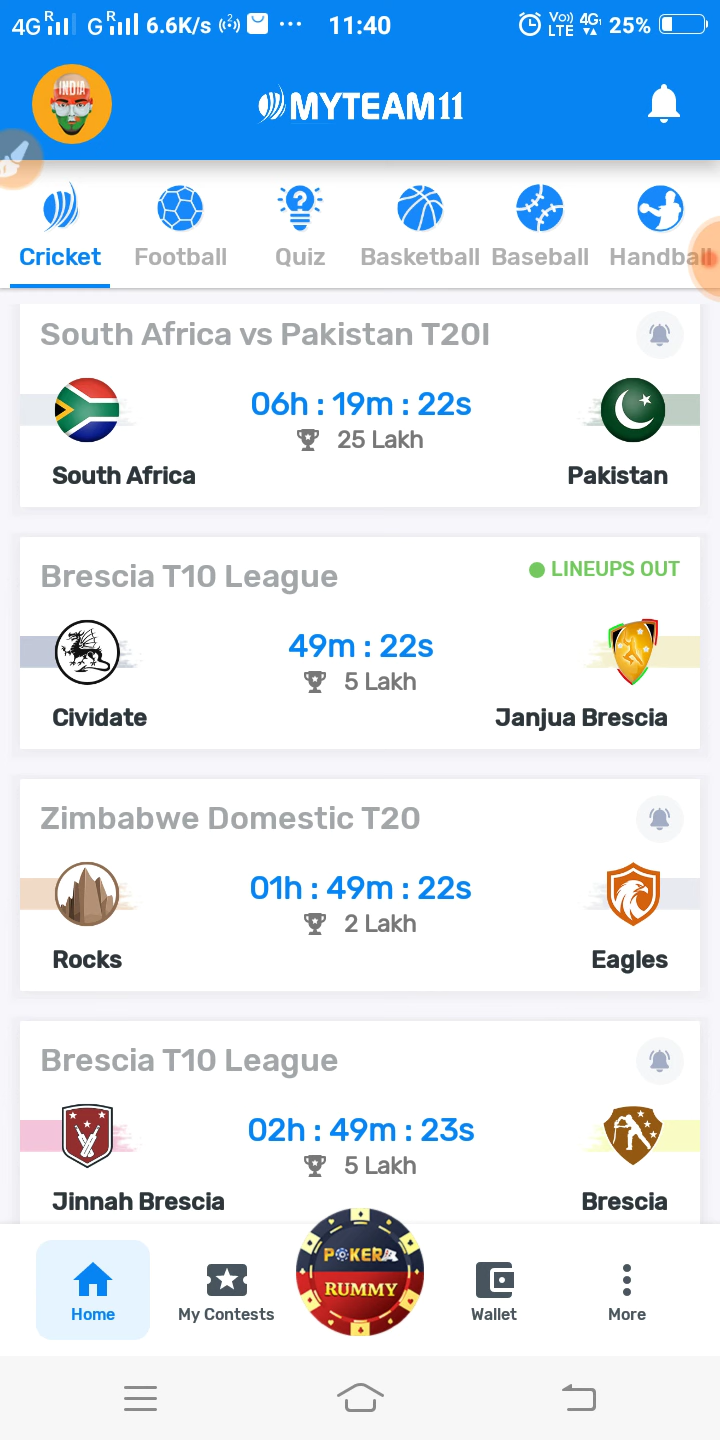 4G R G R 6.6K/s ... 11:40 Vo)) LTE 4G 25%
INDIA
MYTEAM11
Cricket Football Quiz Basketball Baseball Handball
South Africa vs Pakistan T20I
06h : 19m : 22s
25 Lakh
South Africa Pakistan
Brescia T10 League LINEUPS OUT
49m : 22s
5 Lakh
Cividate Janjua Brescia
Zimbabwe Domestic T20
01h : 49m : 22s
2 Lakh
Rocks Eagles
Brescia T10 League
02h : 49m : 23s
5 Lakh
Jinnah Brescia Brescia
POKER
RUMMY
Home My Contests Wallet More